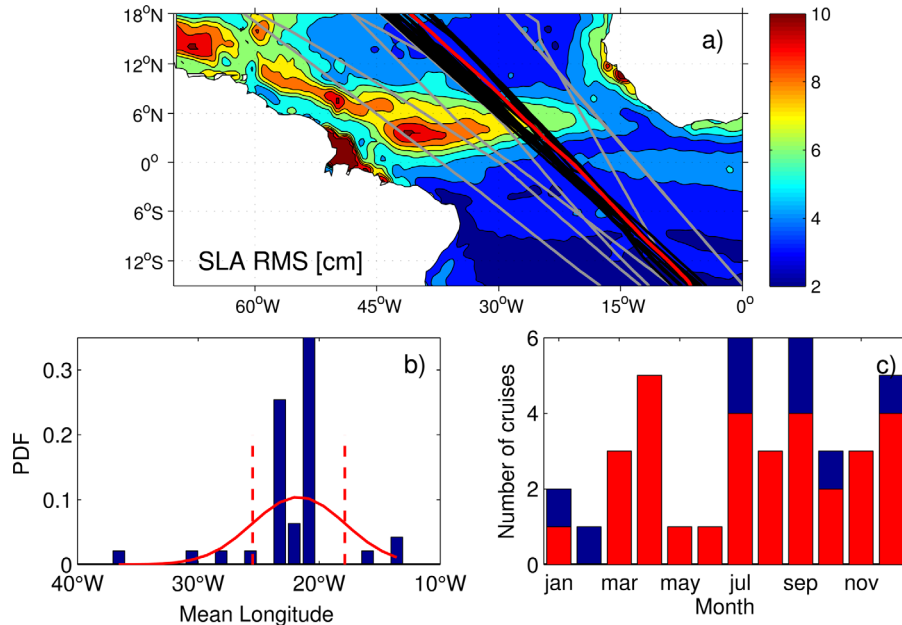 18°N
12°N
6°N
0°
6°S
12°S
60°W
45°W
30°W
15°W
0°
a)
SLA RMS [cm]
10
8
6
4
2
b)
PDF
0.3
0.2
0.1
0
40°W
30°W
20°W
10°W
Mean Longitude
c)
Number of cruises
6
4
2
0
jan
mar
may
jul
sep
nov
Month